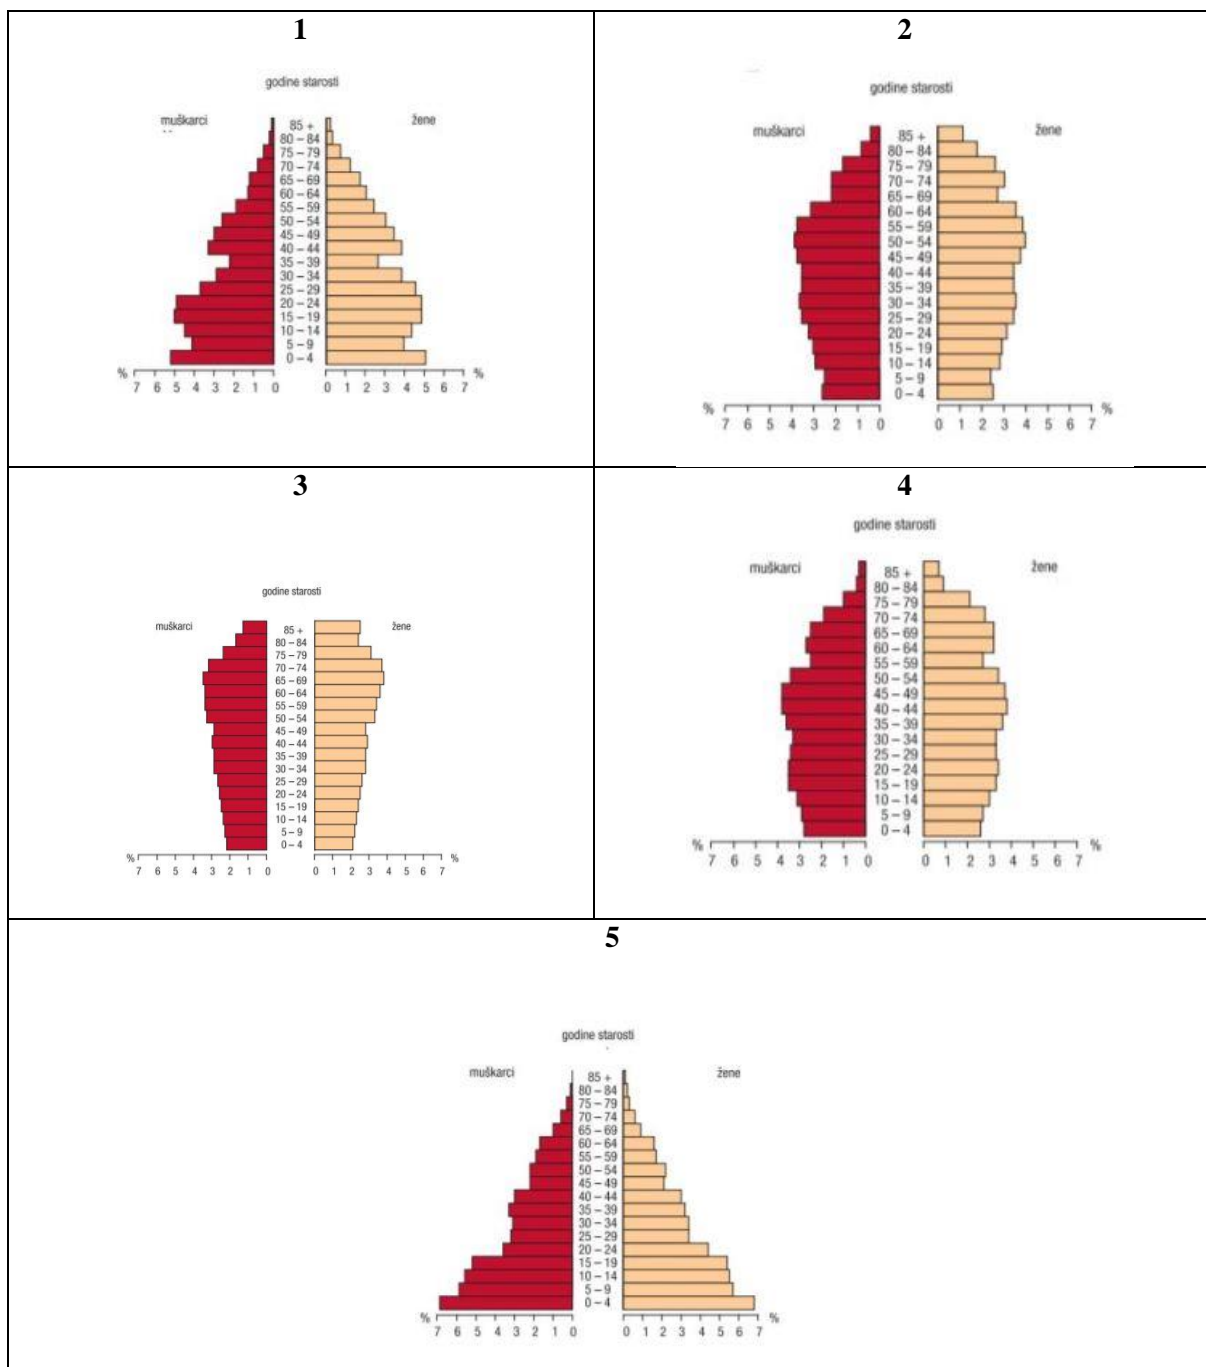 1
godine starosti
muškarci žene
85 +
80 – 84
75 – 79
70 – 74
65 – 69
60 – 64
55 – 59
50 – 54
45 – 49
40 – 44
35 – 39
30 – 34
25 – 29
20 – 24
15 – 19
10 – 14
5 – 9
0 – 4
% 7 6 5 4 3 2 1 0 0 1 2 3 4 5 6 7 %
2
godine starosti
muškarci žene
85 +
80 – 84
75 – 79
70 – 74
65 – 69
60 – 64
55 – 59
50 – 54
45 – 49
40 – 44
35 – 39
30 – 34
25 – 29
20 – 24
15 – 19
10 – 14
5 – 9
0 – 4
% 7 6 5 4 3 2 1 0 0 1 2 3 4 5 6 7 %
3
godine starosti
muškarci žene
85 +
80 – 84
75 – 79
70 – 74
65 – 69
60 – 64
55 – 59
50 – 54
45 – 49
40 – 44
35 – 39
30 – 34
25 – 29
20 – 24
15 – 19
10 – 14
5 – 9
0 – 4
% 7 6 5 4 3 2 1 0 0 1 2 3 4 5 6 7 %
4
godine starosti
muškarci žene
85 +
80 – 84
75 – 79
70 – 74
65 – 69
60 – 64
55 – 59
50 – 54
45 – 49
40 – 44
35 – 39
30 – 34
25 – 29
20 – 24
15 – 19
10 – 14
5 – 9
0 – 4
% 7 6 5 4 3 2 1 0 0 1 2 3 4 5 6 7 %
5
godine starosti
muškarci žene
85 +
80 – 84
75 – 79
70 – 74
65 – 69
60 – 64
55 – 59
50 – 54
45 – 49
40 – 44
35 – 39
30 – 34
25 – 29
20 – 24
15 – 19
10 – 14
5 – 9
0 – 4
% 7 6 5 4 3 2 1 0 0 1 2 3 4 5 6 7 %